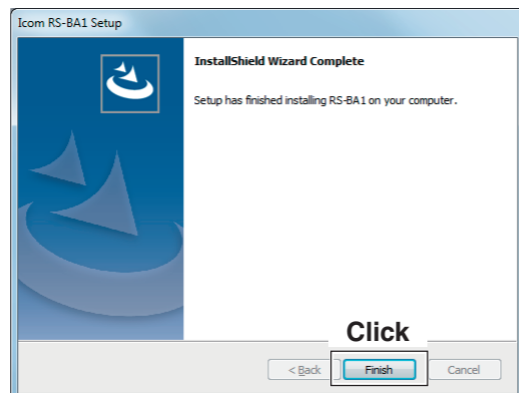 Icom RS-BA1 Setup
InstallShield Wizard Complete
Setup has finished installing RS-BA1 on your computer.
Click
< Back Finish Cancel